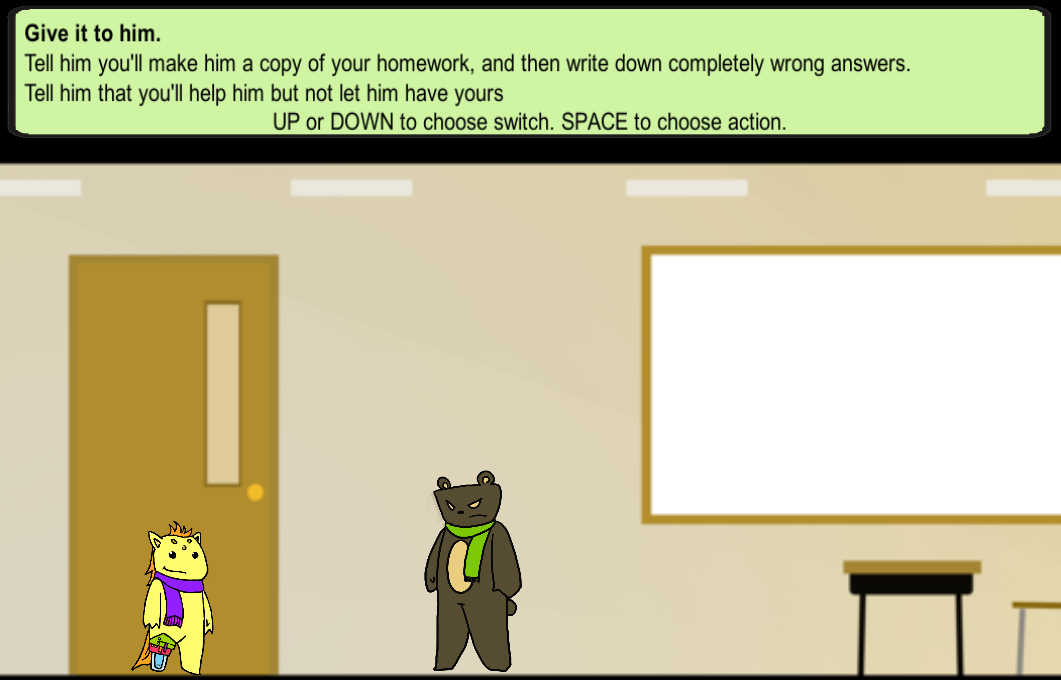 Give it to him.
Tell him you'll make him a copy of your homework, and then write down completely wrong answers.
Tell him that you'll help him but not let him have yours
UP or DOWN to choose switch. SPACE to choose action.